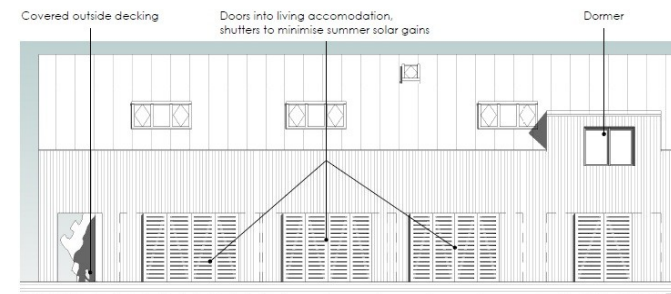 Covered outside decking
Doors into living accomodation,
shutters to minimise summer solar gains
Dormer